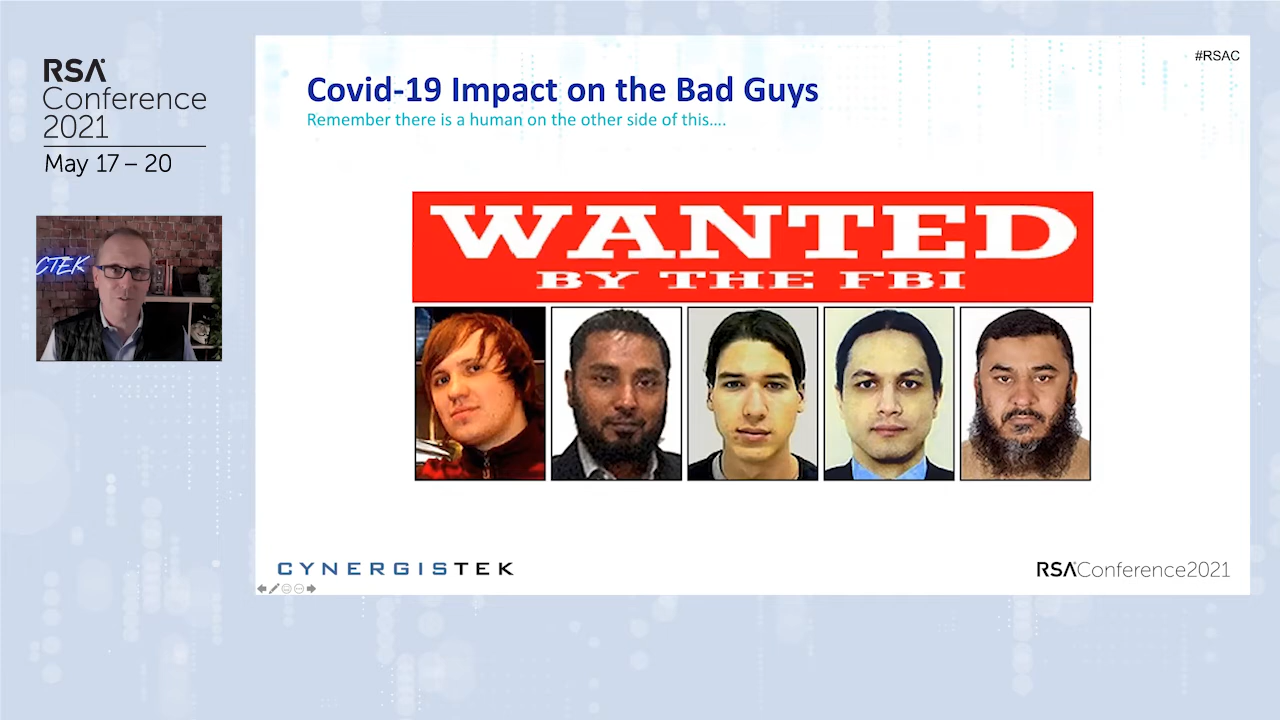 RSA
Conference
2021
May 17 – 20
CTEK
#RSAC
Covid-19 Impact on the Bad Guys
Remember there is a human on the other side of this....
WANTED
BY THE FBI
CYNERGISTEK
RSAConference2021